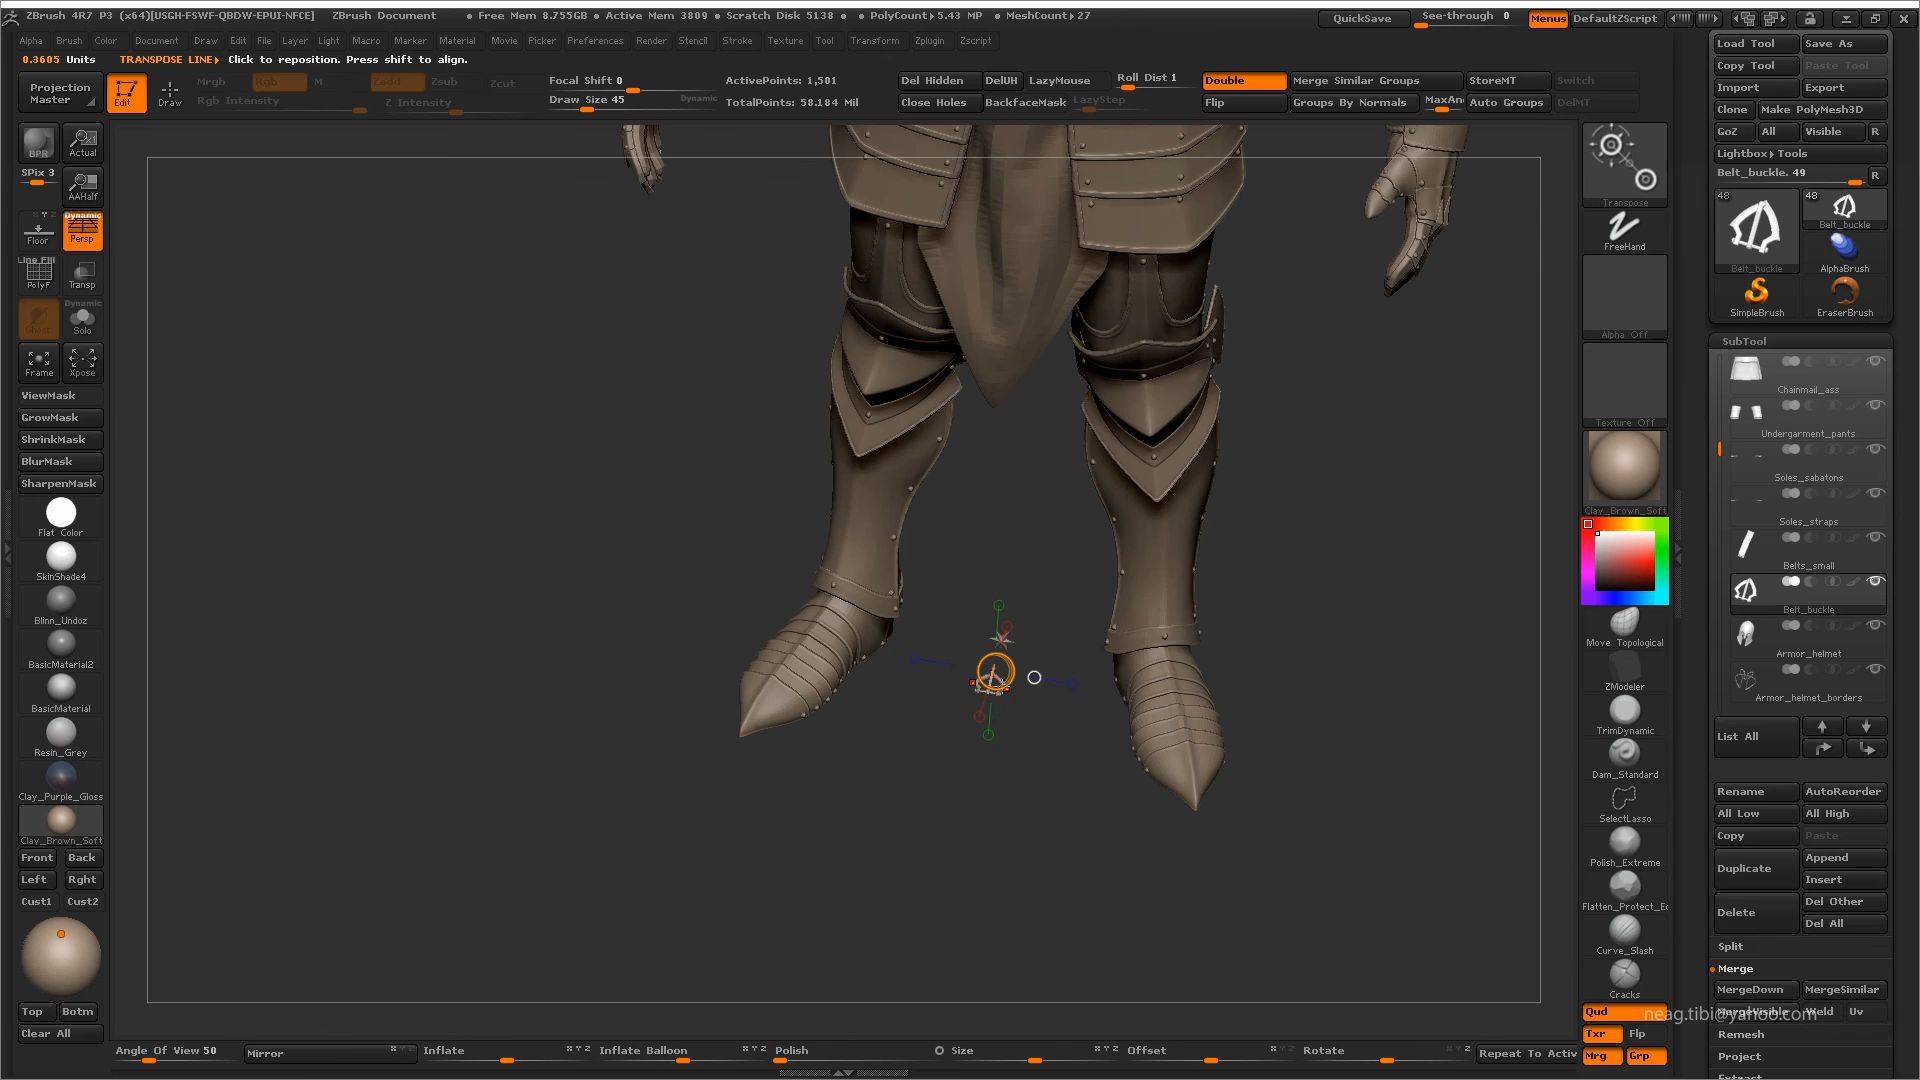 ZBrush 4R7 P3 (x64)[USGH-FSWF-QBDW-EPUI-NFCE] ZBrush Document • Free Mem 8.755GB • Active Mem 3809 • Scratch Disk 5138 • PolyCount▸5.43 MP • MeshCount▸27 QuickSave See-through 0 Menus DefaultZScript
Alpha Brush Color Document Draw Edit File Layer Light Macro Marker Material Movie Picker Preferences Render Stencil Stroke Texture Tool Transform Zplugin Zscript
0.3605 Units TRANSPOSE LINE▸ Click to reposition. Press shift to align.
Projection Master
Edit
Draw
Mrgb Rgb M Zadd Zsub Zcut
Rgb Intensity Z Intensity
Focal Shift 0
Draw Size 45 Dynamic
ActivePoints: 1,501
TotalPoints: 58.184 Mil
Del Hidden DelUH LazyMouse Roll Dist 1 Double Merge Similar Groups StoreMT Switch
Close Holes BackfaceMask LazyStep Flip Groups By Normals MaxAn Auto Groups DelMT
BPR Actual
SPix 3 AAHalf
Floor Dynamic Persp
Line Fill PolyF Transp
Ghost Dynamic Solo
Frame Xpose
ViewMask
GrowMask
ShrinkMask
BlurMask
SharpenMask
Flat Color
SkinShade4
Blinn_Undoz
BasicMaterial2
BasicMaterial
Resin_Grey
Clay_Purple_Gloss
Clay_Brown_Soft
Front Back
Left Rght
Cust1 Cust2
Top Botm
Clear All
Angle Of View 50 Mirror Inflate Inflate Balloon Polish Size Offset Rotate Repeat To Activ
Transpose
FreeHand
Alpha Off
Texture Off
Clay_Brown_Soft
Move Topological
ZModeler
TrimDynamic
Dam_Standard
SelectLasso
Polish_Extreme
Flatten_Protect_Ed
Curve_Slash
Cracks
Qud
Txr Flp
Mrg Grp
Load Tool Save As
Copy Tool Paste Tool
Import Export
Clone Make PolyMesh3D
GoZ All Visible R
Lightbox▸Tools
Belt_buckle. 49 R
48 Belt_buckle
48 Belt_buckle
AlphaBrush
SimpleBrush EraserBrush
SubTool
Chainmail_ass
Undergarment_pants
Soles_sabatons
Soles_straps
Belts_small
Belt_buckle
Armor_helmet
Armor_helmet_borders
List All
Rename AutoReorder
All Low All High
Copy Paste
Duplicate Append
Insert
Delete Del Other
Del All
Split
Merge
MergeDown MergeSimilar
MergeVisible Weld Uv
neag.tibi@yahoo.com
Remesh
Project
Extract